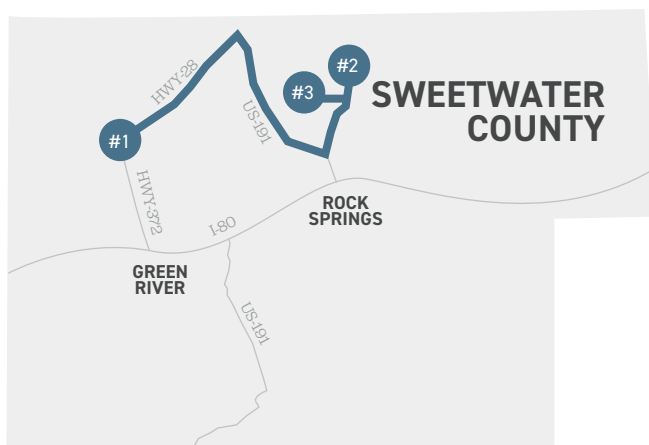 HWY-28
#2
#3
SWEETWATER
COUNTY
US-191
#1
HWY-372
ROCK
SPRINGS
I-80
GREEN
RIVER
US-191